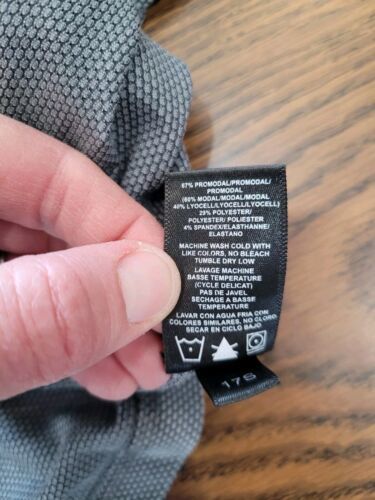 67% PROMODAL/PROMODAL/
PROMODAL
(60% MODAL/MODAL/MODAL
40% LYOCELL/LYOCELL/LYOCELL)
29% POLYESTER/
POLYESTER/ POLIESTER
4% SPANDEX/ELASTHANNE/
ELASTANO
MACHINE WASH COLD WITH
LIKE COLORS, NO BLEACH
TUMBLE DRY LOW
LAVAGE MACHINE
BASSE TEMPERATURE
(CYCLE DELICAT)
PAS DE JAVEL
SECHAGE A BASSE
TEMPERATURE
LAVAR CON AGUA FRIA CON
COLORES SIMILARES, NO CLORO
SECAR EN CICLO BAJO
17S